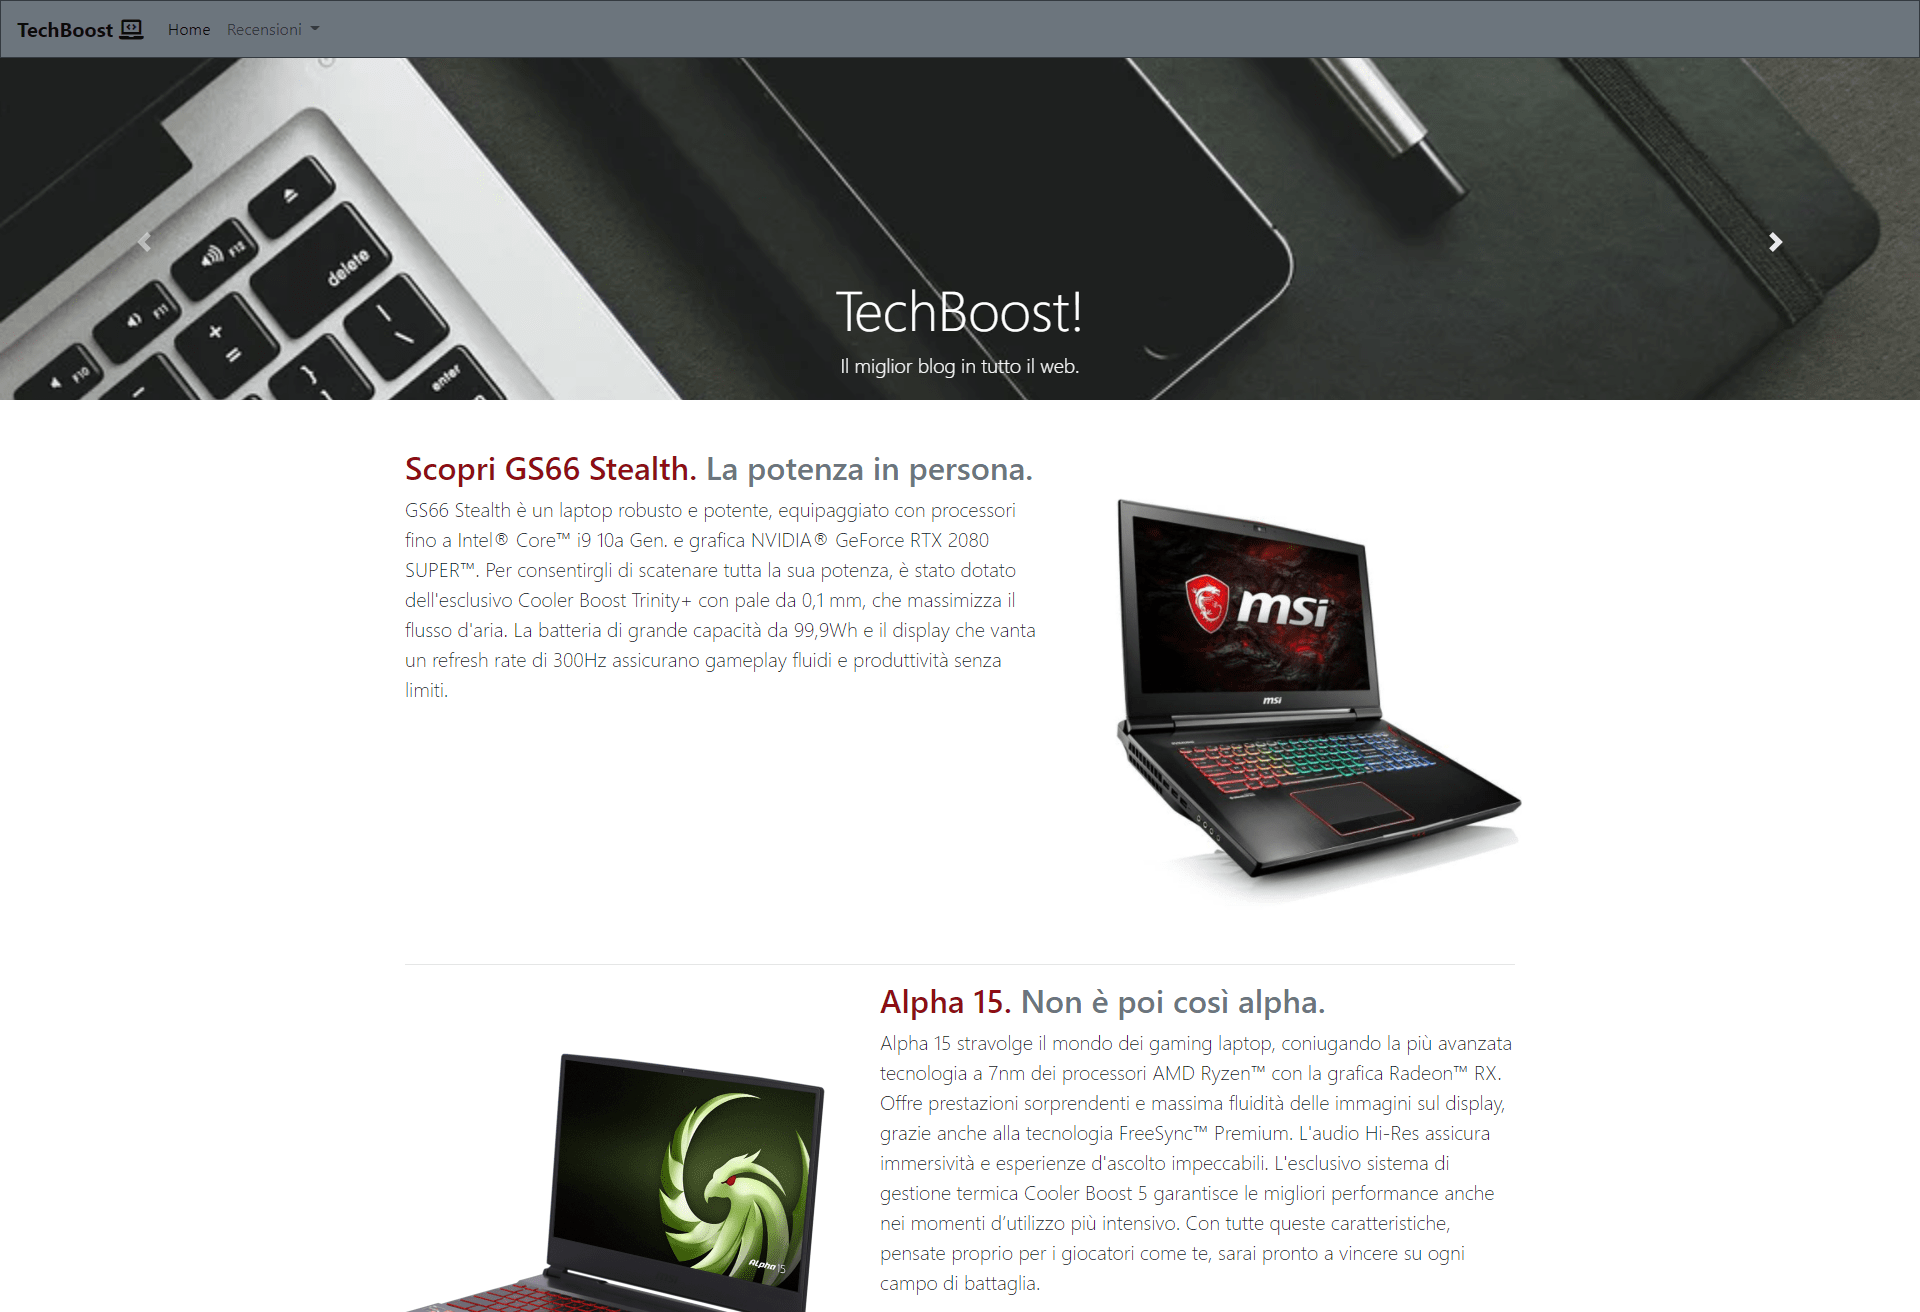 TechBoost Home Recensioni
F12
delete
F11
F10
enter
TechBoost!
Il miglior blog in tutto il web.
Scopri GS66 Stealth. La potenza in persona.
GS66 Stealth è un laptop robusto e potente, equipaggiato con processori
fino a Intel® Core™ i9 10a Gen. e grafica NVIDIA® GeForce RTX 2080
SUPER™. Per consentirgli di scatenare tutta la sua potenza, è stato dotato
dell'esclusivo Cooler Boost Trinity+ con pale da 0,1 mm, che massimizza il
flusso d'aria. La batteria di grande capacità da 99,9Wh e il display che vanta
un refresh rate di 300Hz assicurano gameplay fluidi e produttività senza
limiti.
msi
msi
Alpha 15. Non è poi così alpha.
Alpha 15 stravolge il mondo dei gaming laptop, coniugando la più avanzata
tecnologia a 7nm dei processori AMD Ryzen™ con la grafica Radeon™ RX.
Offre prestazioni sorprendenti e massima fluidità delle immagini sul display,
grazie anche alla tecnologia FreeSync™ Premium. L'audio Hi-Res assicura
immersività e esperienze d'ascolto impeccabili. L'esclusivo sistema di
gestione termica Cooler Boost 5 garantisce le migliori performance anche
nei momenti d’utilizzo più intensivo. Con tutte queste caratteristiche,
pensate proprio per i giocatori come te, sarai pronto a vincere su ogni
campo di battaglia.
Alpha 15